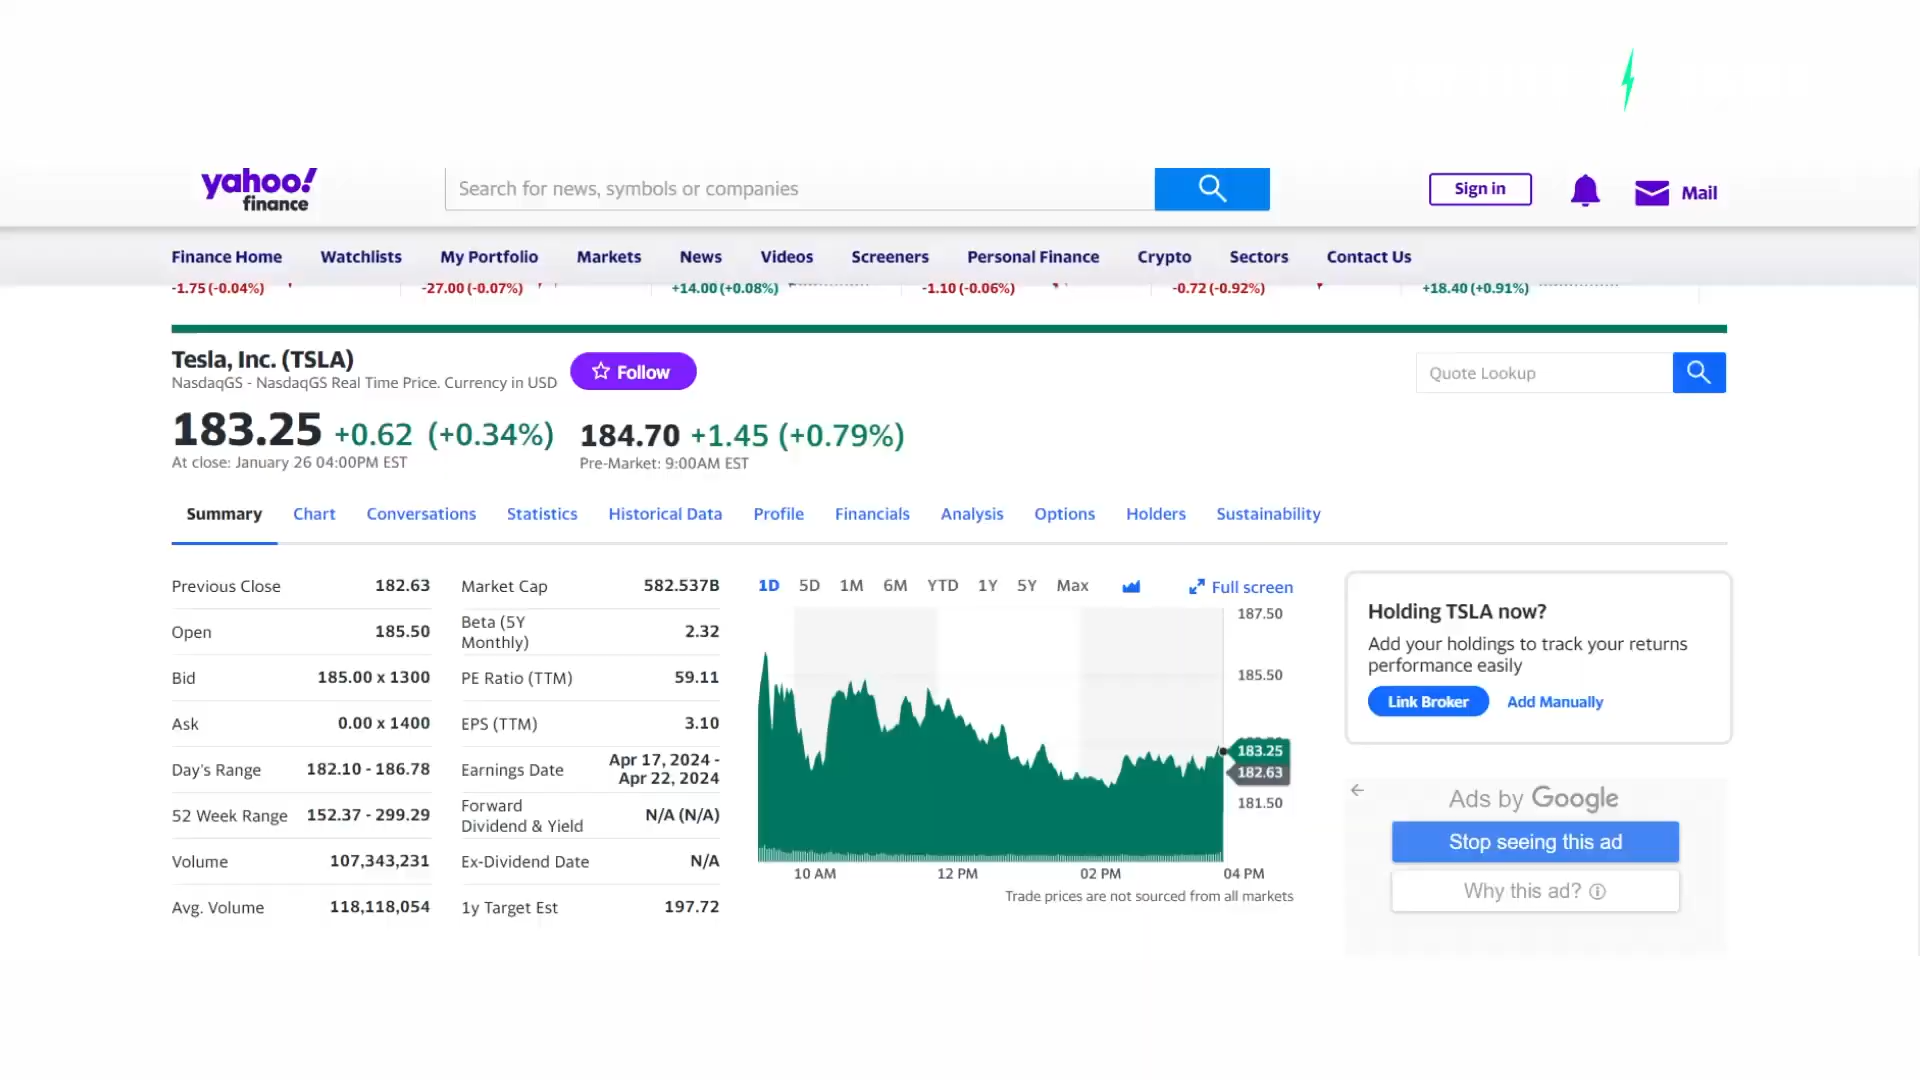 yahoo!
finance
Search for news, symbols or companies
Sign in
Mail
Finance Home Watchlists My Portfolio Markets News Videos Screeners Personal Finance Crypto Sectors Contact Us
-1.75 (-0.04%) -27.00 (-0.07%) +14.00 (+0.08%) -1.10 (-0.06%) -0.72 (-0.92%) +18.40 (+0.91%)
Tesla, Inc. (TSLA)
NasdaqGS - NasdaqGS Real Time Price. Currency in USD
Follow
Quote Lookup
183.25 +0.62 (+0.34%) 184.70 +1.45 (+0.79%)
At close: January 26 04:00PM EST Pre-Market: 9:00AM EST
Summary Chart Conversations Statistics Historical Data Profile Financials Analysis Options Holders Sustainability
Previous Close 182.63
Open 185.50
Bid 185.00 x 1300
Ask 0.00 x 1400
Day's Range 182.10 - 186.78
52 Week Range 152.37 - 299.29
Volume 107,343,231
Avg. Volume 118,118,054
Market Cap 582.537B
Beta (5Y
Monthly) 2.32
PE Ratio (TTM) 59.11
EPS (TTM) 3.10
Earnings Date Apr 17, 2024 -
Apr 22, 2024
Forward
Dividend & Yield N/A (N/A)
Ex-Dividend Date N/A
1y Target Est 197.72
1D 5D 1M 6M YTD 1Y 5Y Max Full screen
187.50
185.50
183.25
182.63
181.50
10 AM 12 PM 02 PM 04 PM
Trade prices are not sourced from all markets
Holding TSLA now?
Add your holdings to track your returns
performance easily
Link Broker Add Manually
Ads by Google
Stop seeing this ad
Why this ad?